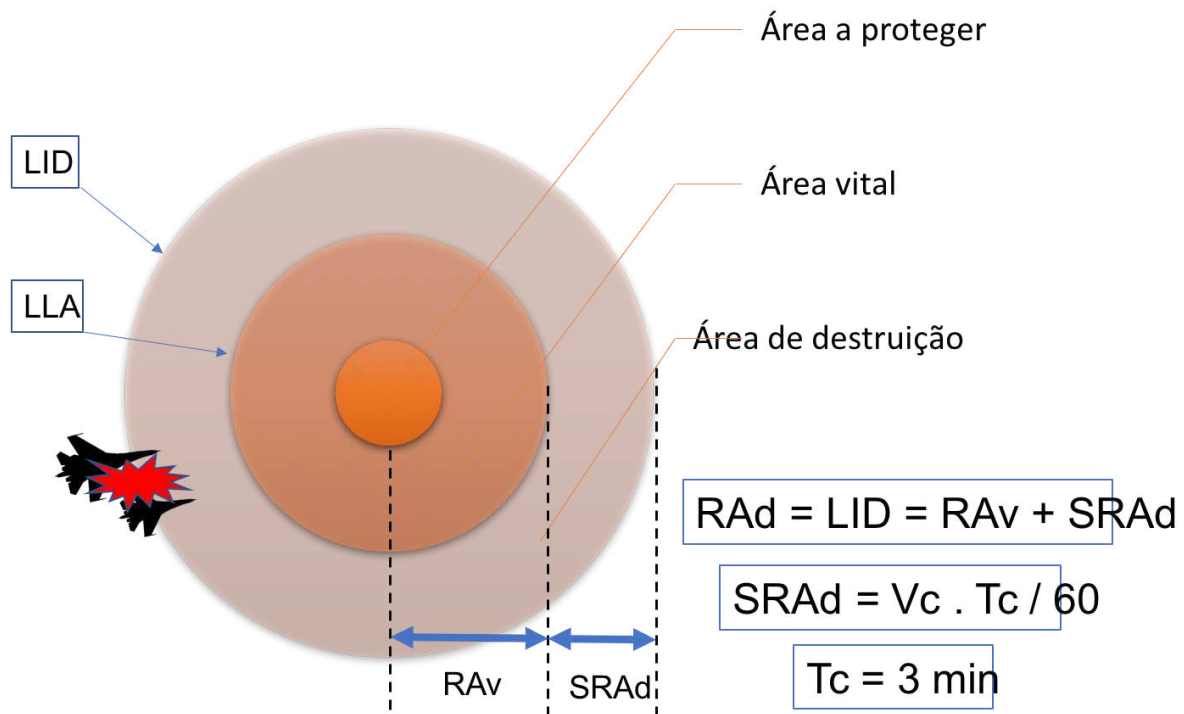 Área a proteger
LID
Área vital
LLA
Área de destruição
RAd = LID = RAv + SRAd
SRAd = Vc . Tc / 60
Tc = 3 min
RAv
SRAd